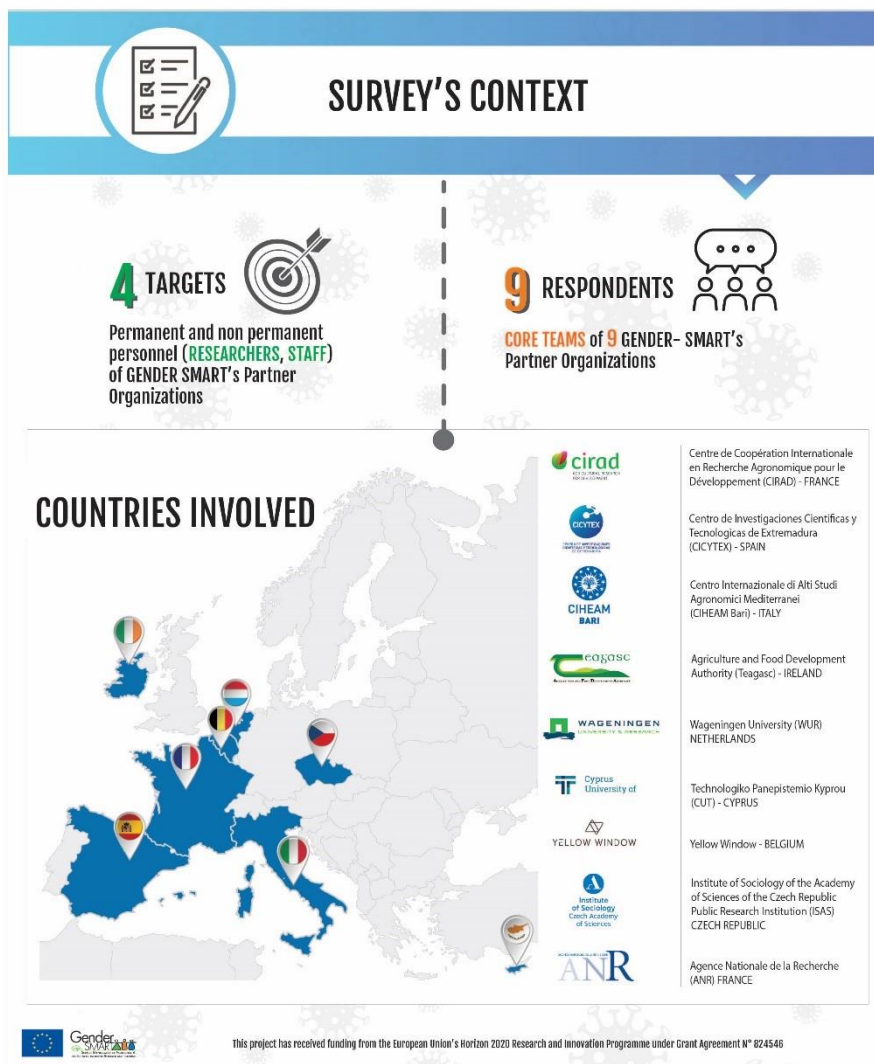 SURVEY'S CONTEXT
4 TARGETS
Permanent and non permanent
personnel (RESEARCHERS, STAFF)
of GENDER SMART's Partner
Organizations
9 RESPONDENTS
CORE TEAMS of 9 GENDER- SMART's
Partner Organizations
COUNTRIES INVOLVED
cirad
Centre de Coopération Internationale
en Recherche Agronomique pour le
Développement (CIRAD) - FRANCE
CICYTEX
Centro de Investigaciones Cientificas y
Tecnologicas de Extremadura
(CICYTEX) - SPAIN
CIHEAM
BARI
Centro Internazionale di Alti Studi
Agronomici Mediterranei
(CIHEAM Bari) - ITALY
Teagasc
Agriculture and Food Development
Authority (Teagasc) - IRELAND
WAGENINGEN
UNIVERSITY & RESEARCH
Wageningen University (WUR)
NETHERLANDS
Cyprus
University of
Technologiko Panepistemio Kyprou
(CUT) - CYPRUS
YELLOW WINDOW
Yellow Window - BELGIUM
Institute
of Sociology
Czech Academy
of Sciences
Institute of Sociology of the Academy
of Sciences of the Czech Republic
Public Research Institution (ISAS)
CZECH REPUBLIC
ANR
Agence Nationale de la Recherche
(ANR) FRANCE
Gender
SMART
This project has received funding from the European Union's Horizon 2020 Research and Innovation Programme under Grant Agreement N° 824546